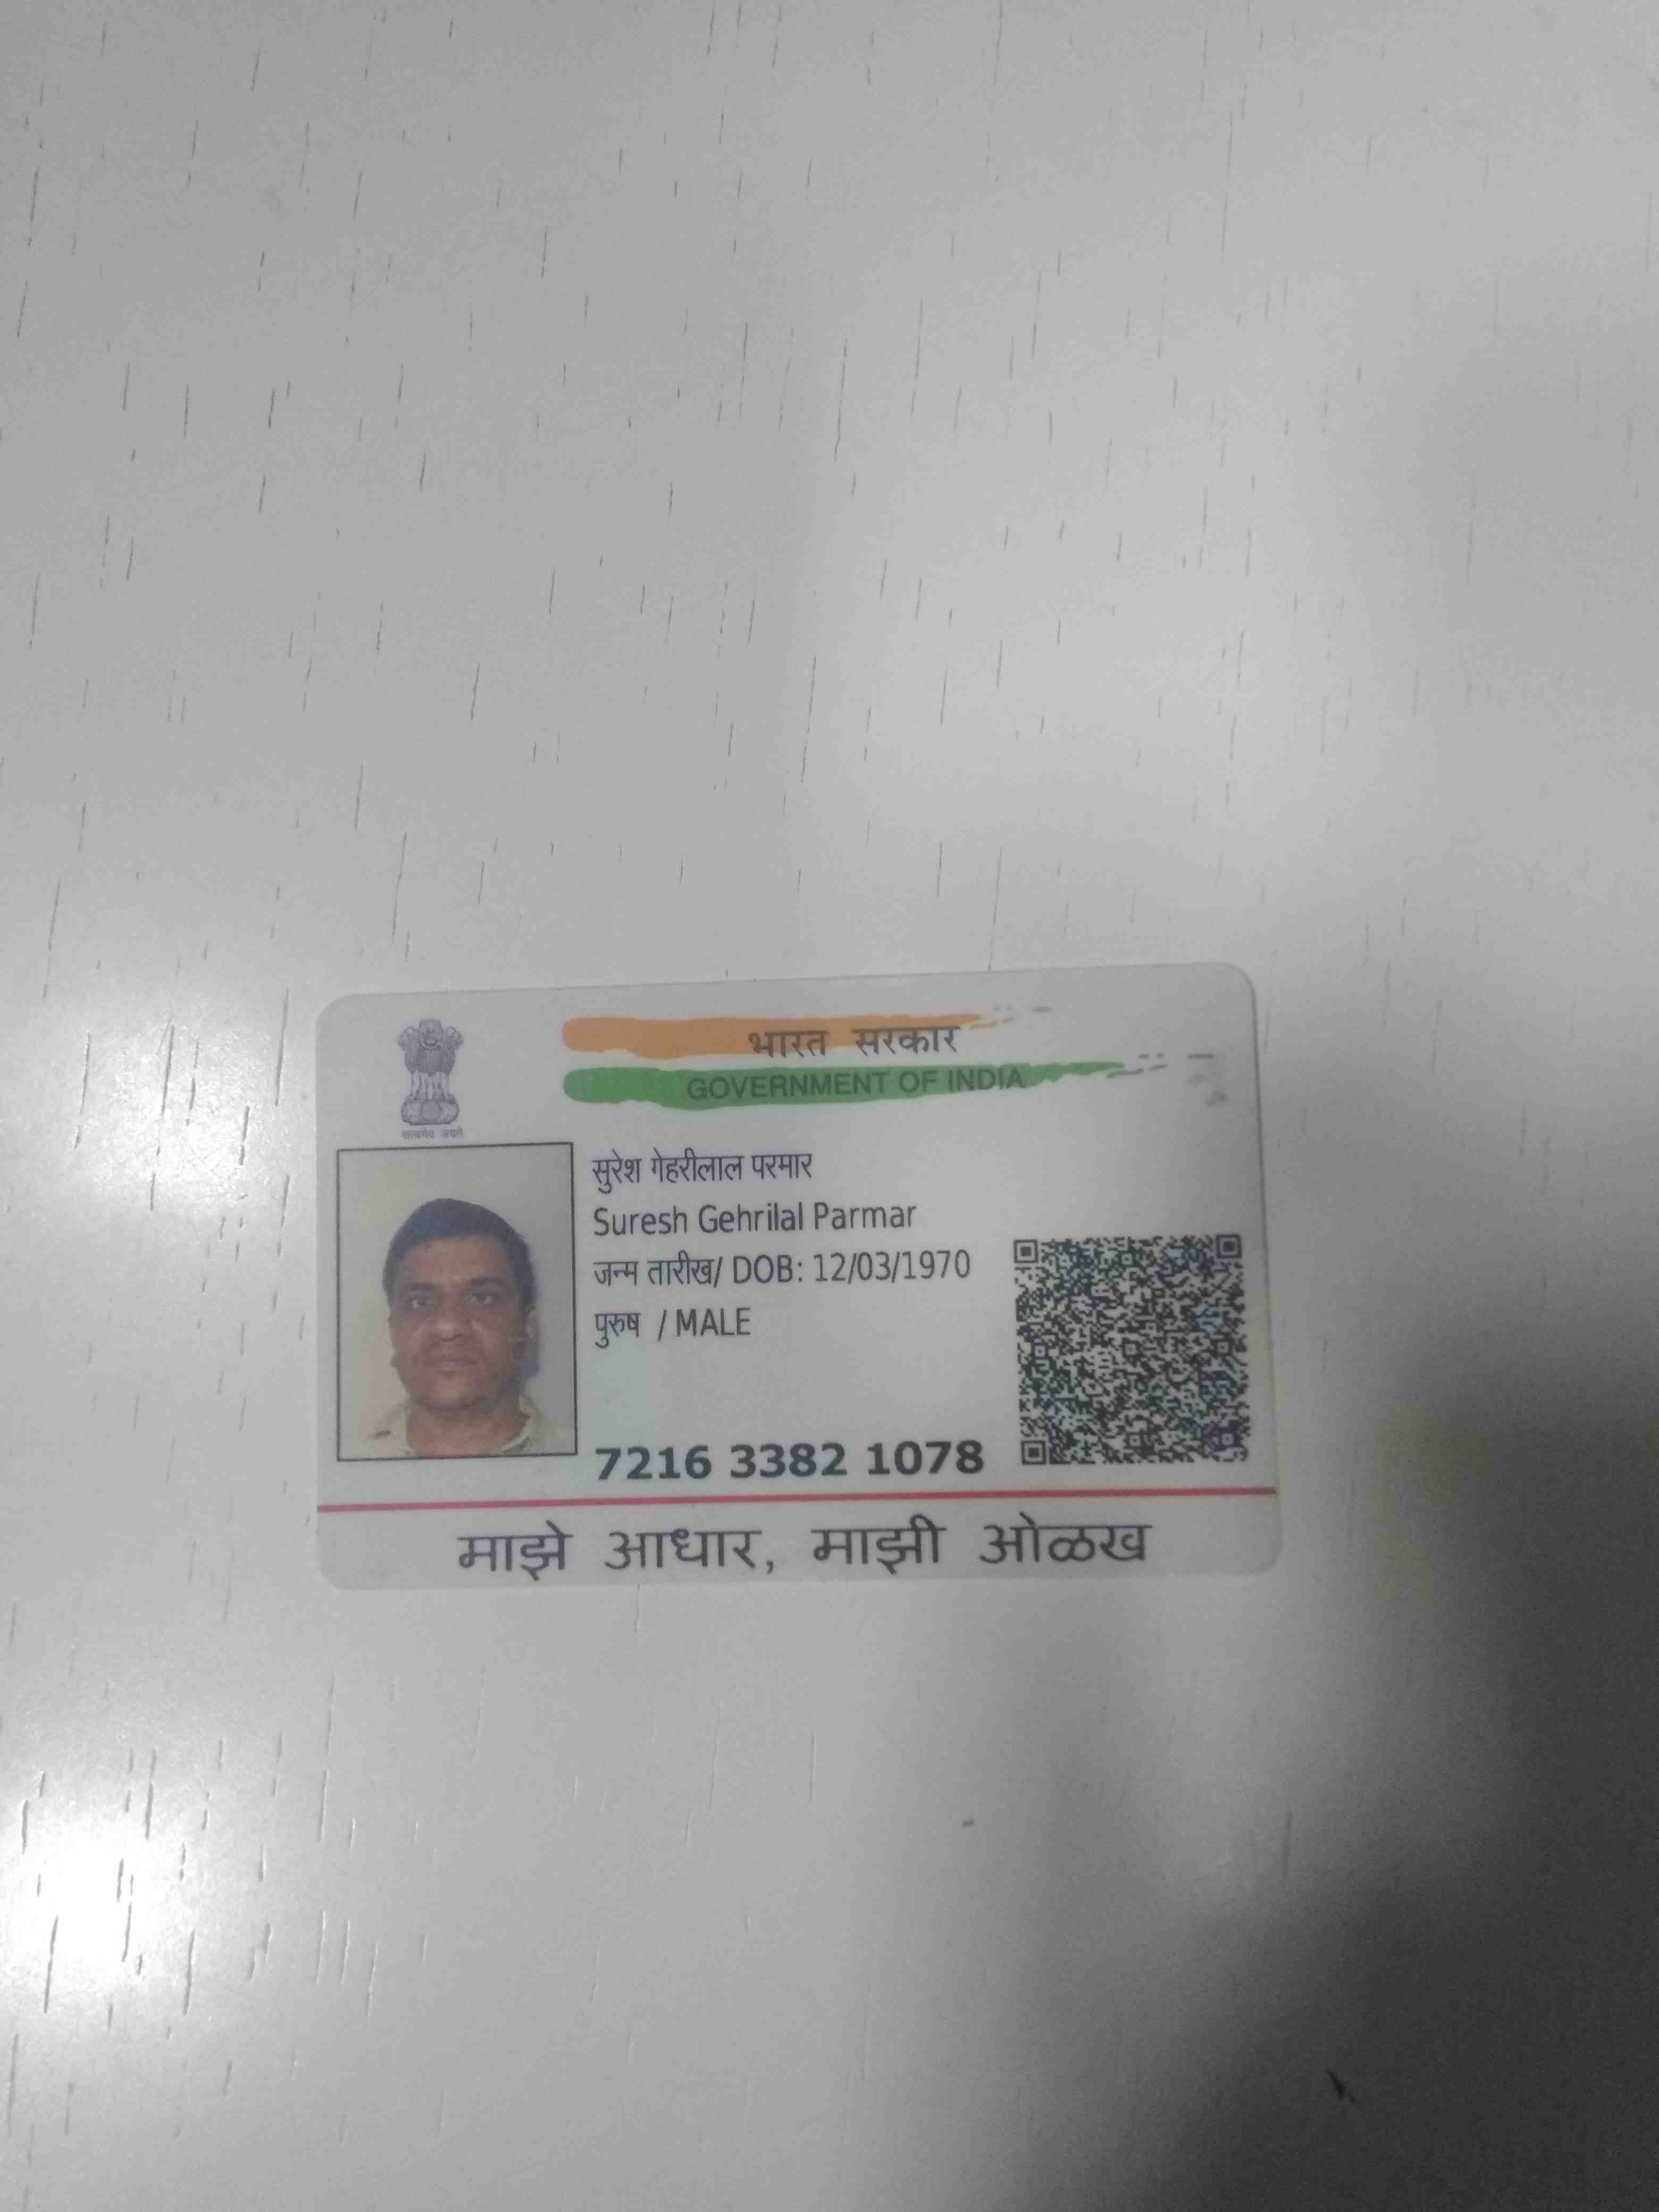 भारत सरकार
GOVERNMENT OF INDIA
सत्यमेव जयते
सुरेश गेहरीलाल परमार
Suresh Gehrilal Parmar
जन्म तारीख/ DOB: 12/03/1970
पुरुष / MALE
7216 3382 1078
माझे आधार, माझी ओळख